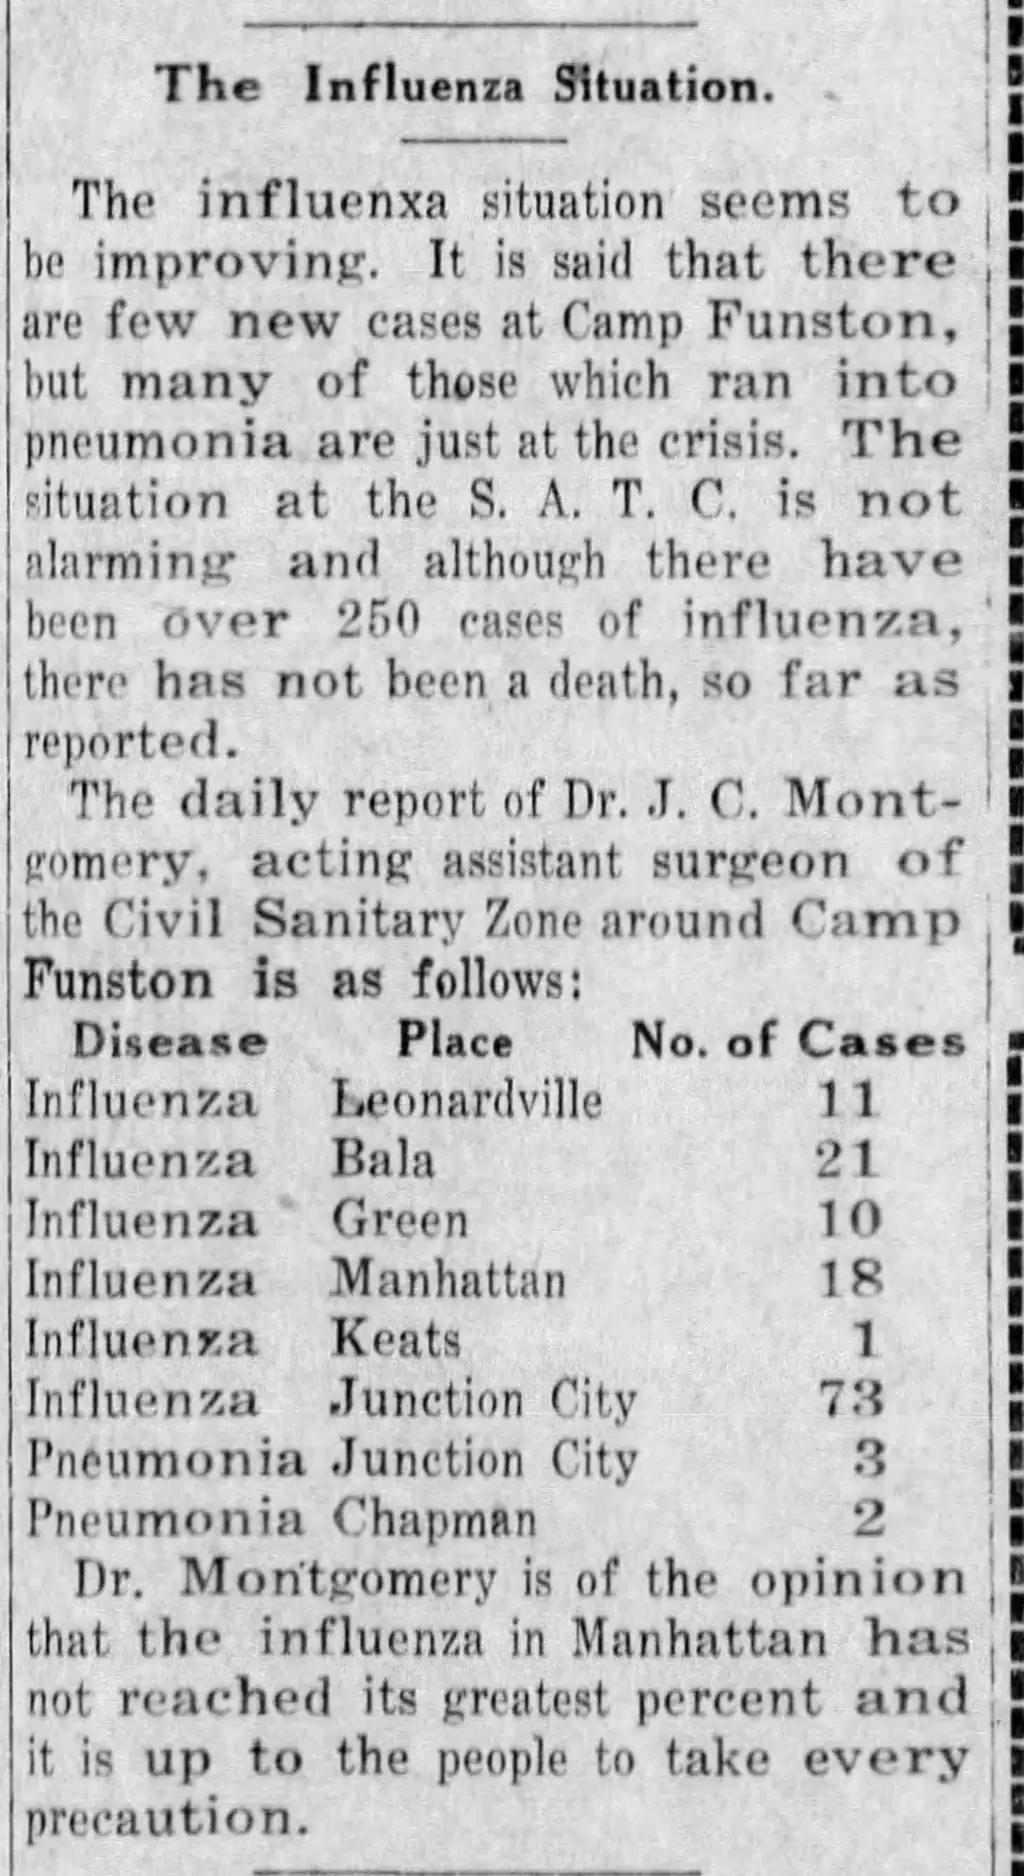 The Influenza Situation.
The influenxa situation seems to
be improving. It is said that there
are few new cases at Camp Funston,
but many of those which ran into
pneumonia are just at the crisis. The
situation at the S. A. T. C. is not
alarming and although there have
been over 250 cases of influenza,
there has not been a death, so far as
reported.
The daily report of Dr. J. C. Mont-
gomery, acting assistant surgeon of
the Civil Sanitary Zone around Camp
Funston is as follows:
Disease Place No. of Cases
Influenza Leonardville 11
Influenza Bala 21
Influenza Green 10
Influenza Manhattan 18
Influenza Keats 1
Influenza Junction City 73
Pneumonia Junction City 3
Pneumonia Chapman 2
Dr. Montgomery is of the opinion
that the influenza in Manhattan has
not reached its greatest percent and
it is up to the people to take every
precaution.